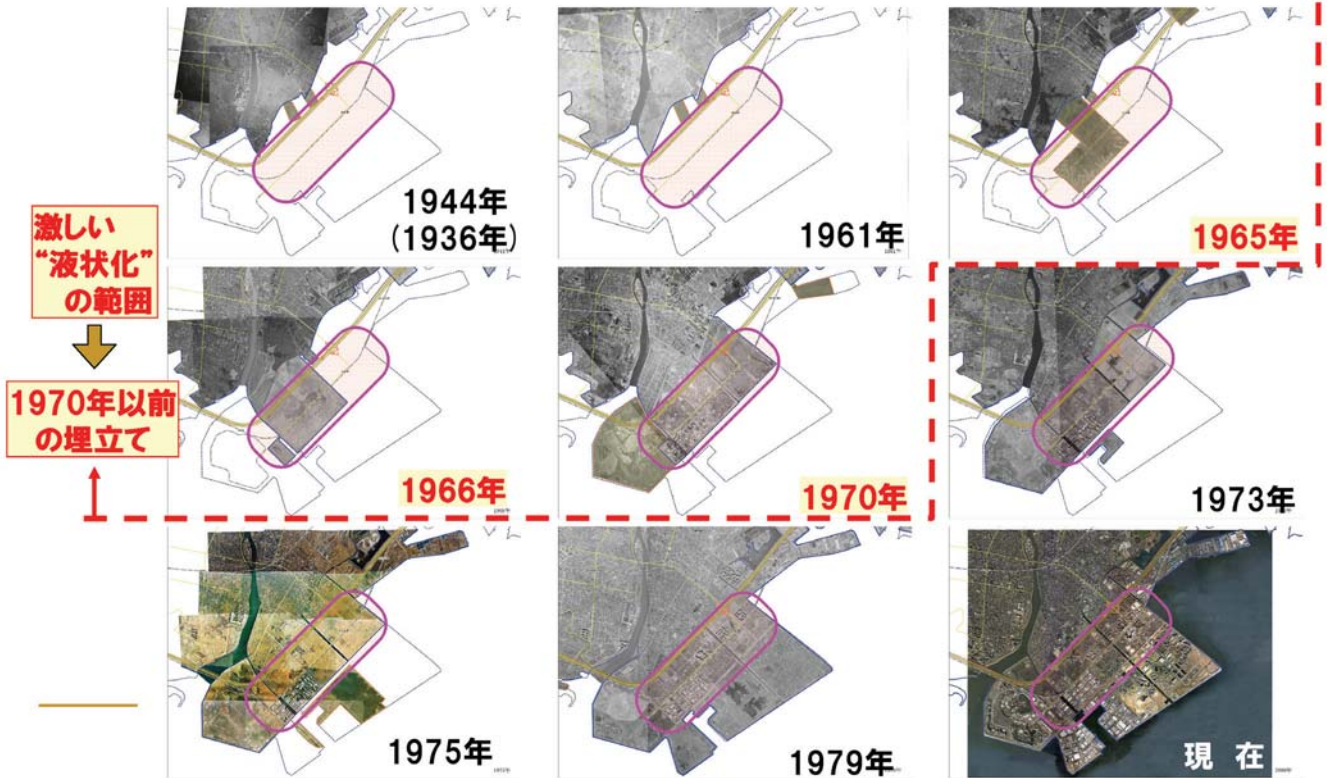 1944年
(1936年)
1961年
1965年
激しい
“液状化”
の範囲
1970年以前
の埋立て
1966年
1970年
1973年
1975年
1979年
現 在